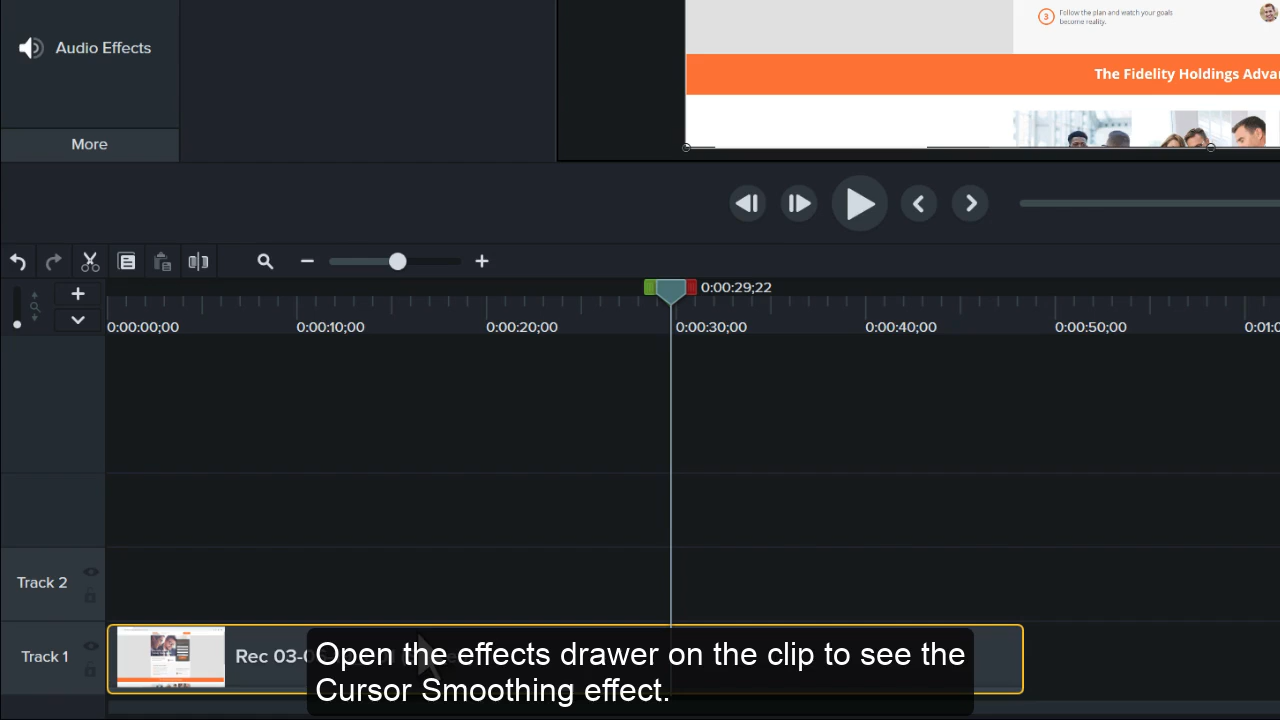 3 Follow the plan and watch your goals
become reality.
Audio Effects
The Fidelity Holdings Adva
More
0:00:29;22
0:00:00;00 0:00:10;00 0:00:20;00 0:00:30;00 0:00:40;00 0:00:50;00 0:01:0
Track 2
Track 1
Rec 03-0
Open the effects drawer on the clip to see the
Cursor Smoothing effect.